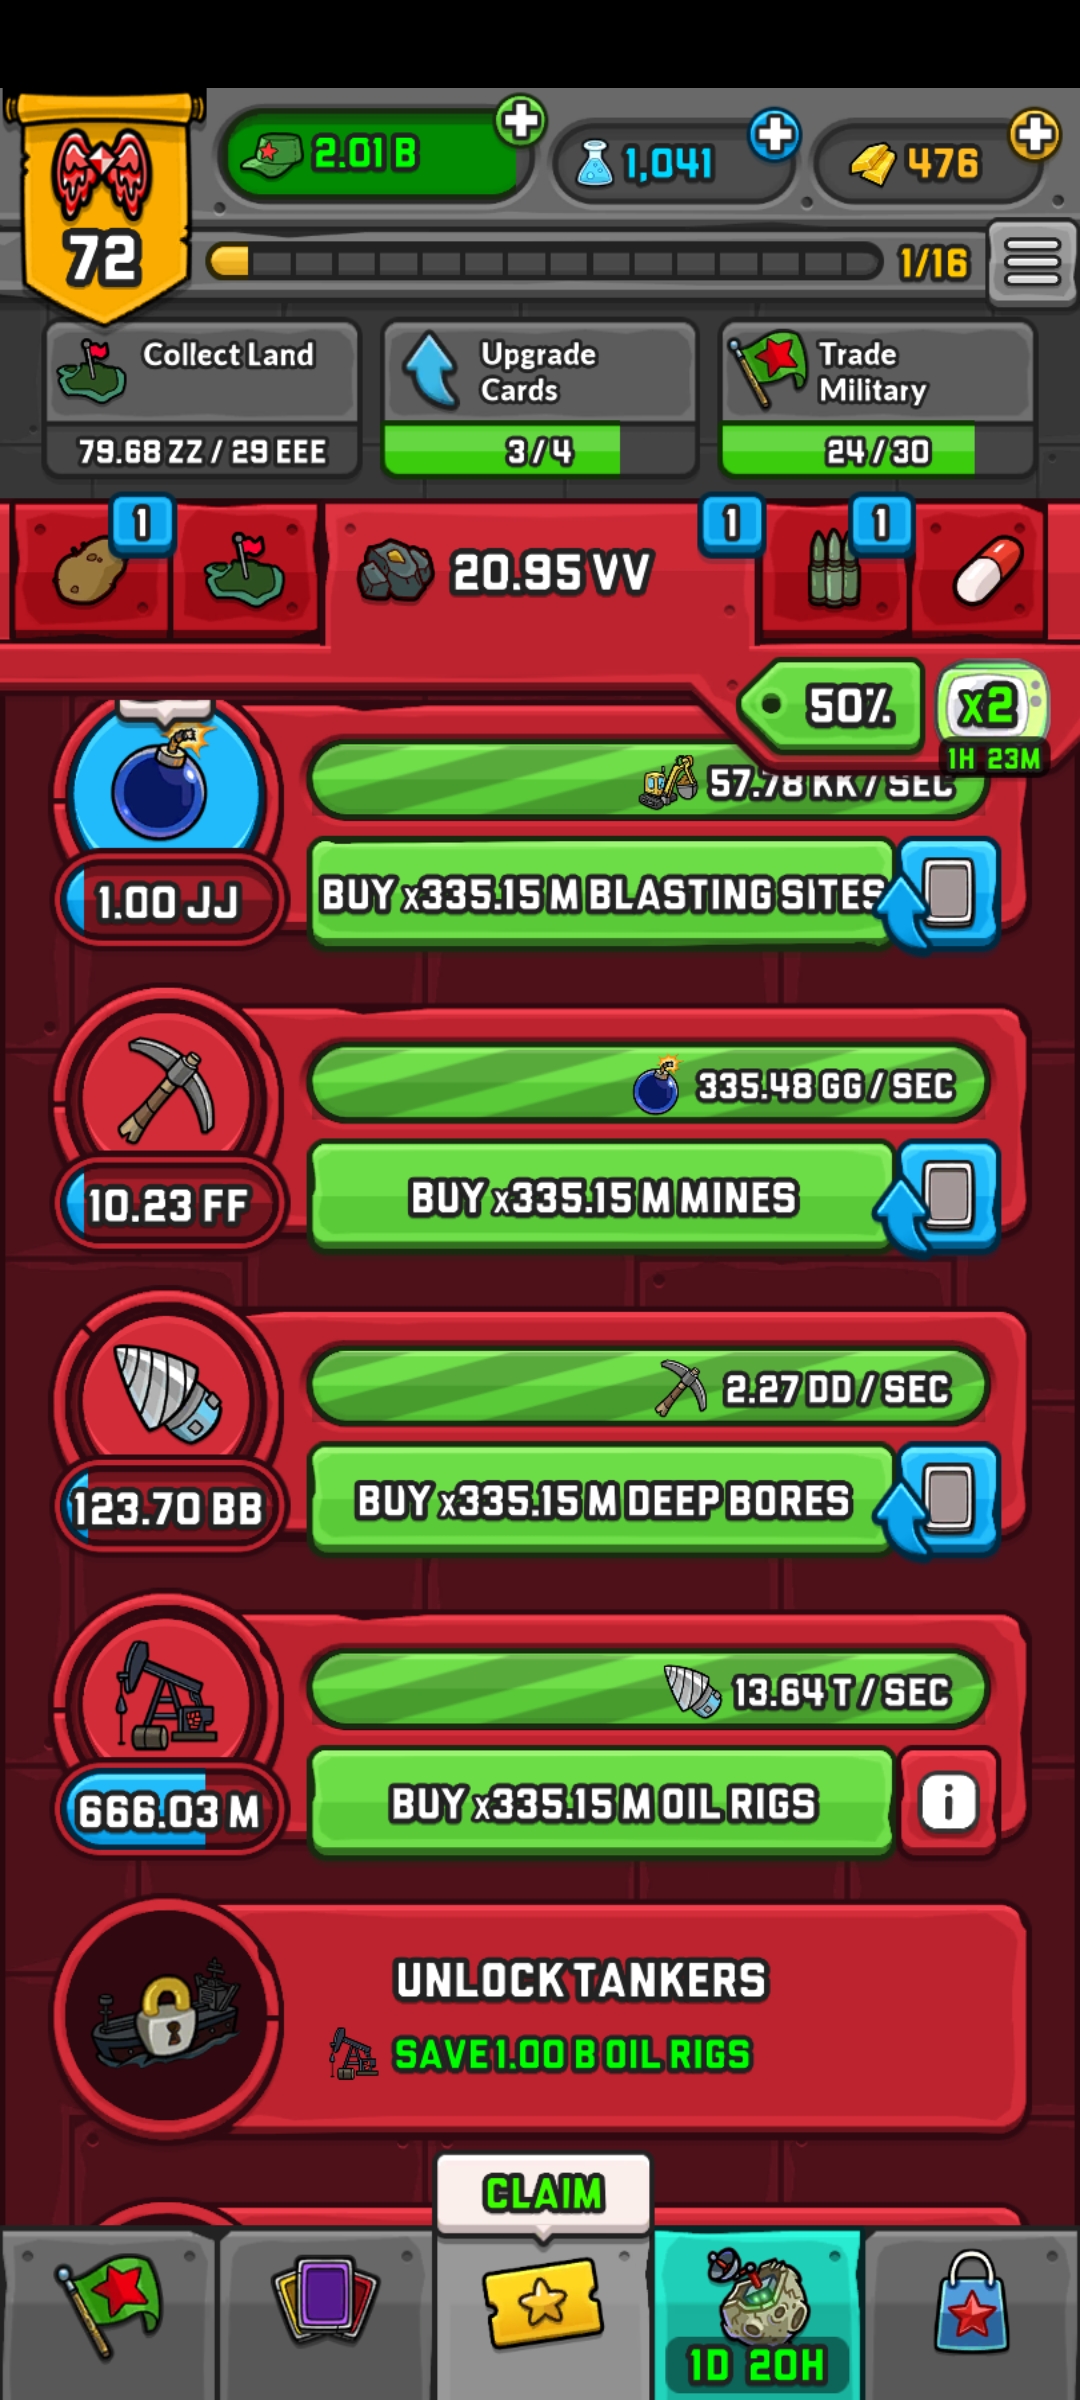 2.01 B
1,041
476
72
1/16
Collect Land
79.68 ZZ / 29 EEE
Upgrade
Cards
3/4
Trade
Military
24/30
1
20.95 VV
1
1
50%
x2
1H 23M
57.78 KK / SEC
1.00 JJ
BUY x335.15 M BLASTING SITES
335.48 GG / SEC
10.23 FF
BUY x335.15 M MINES
2.27 DD / SEC
123.70 BB
BUY x335.15 M DEEP BORES
13.64 T / SEC
666.03 M
BUY x335.15 M OIL RIGS
i
UNLOCK TANKERS
SAVE 1.00 B OIL RIGS
CLAIM
1D 20H